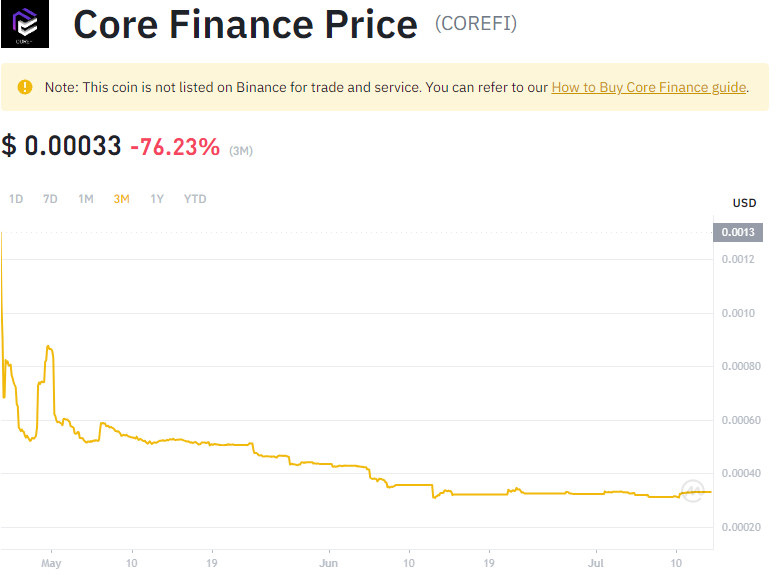 Core Finance Price (COREFI)
Note: This coin is not listed on Binance for trade and service. You can refer to our How to Buy Core Finance guide.
$ 0.00033 -76.23% (3M)
1D 7D 1M 3M 1Y YTD
USD
0.0013
0.0012
0.0010
0.00080
0.00060
0.00040
0.00020
May 10 19 Jun 10 19 Jul 10